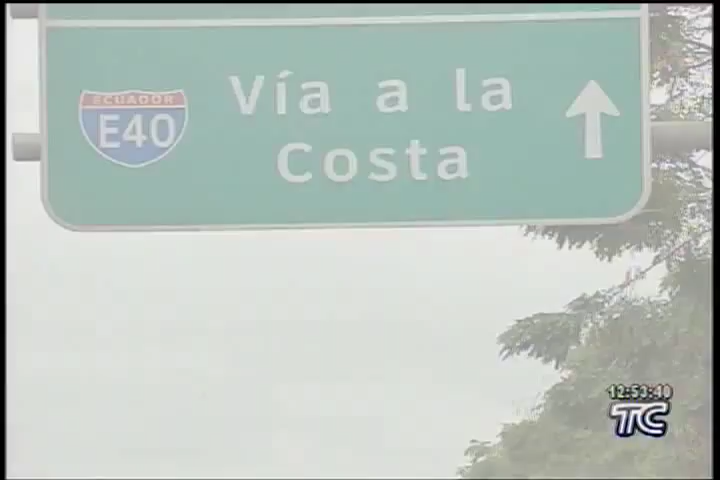 ECUADOR
E40
Vía a la
Costa
12:53:40
TC